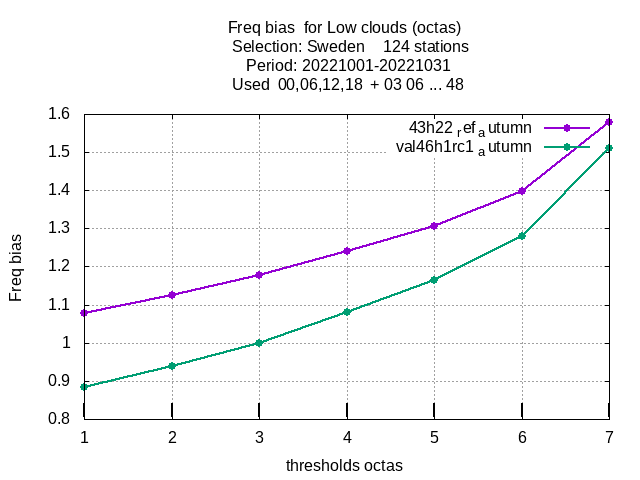 Freq bias  for Low clouds (octas)
Selection: Sweden    124 stations
Period: 20221001-20221031
Used  00,06,12,18  + 03 06 ... 48
43h22 ref a utumn
val46h1rc1 a utumn
1.6
1.5
1.4
1.3
1.2
1.1
1
0.9
0.8
Freq bias
1 2 3 4 5 6 7
thresholds octas